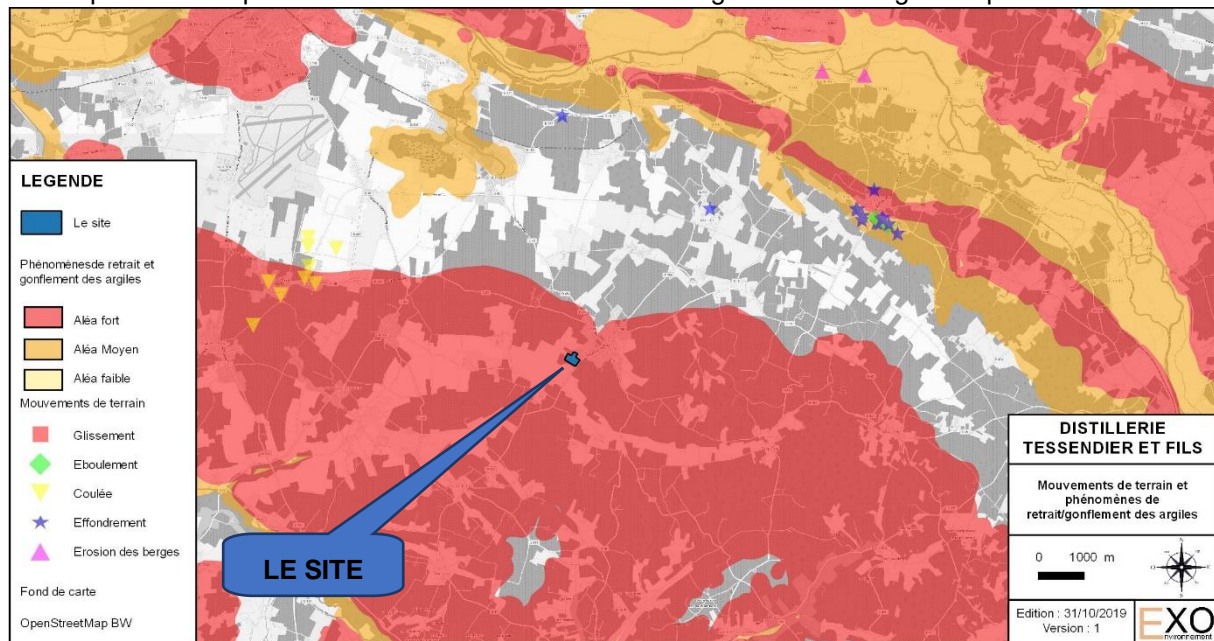 LEGENDE
Le site
Phénomènesde retrait et
gonflement des argiles
Aléa fort
Aléa Moyen
Aléa faible
Mouvements de terrain
Glissement
Eboulement
Coulée
Effondrement
Erosion des berges
Fond de carte
OpenStreetMap BW
LE SITE
DISTILLERIE
TESSENDIER ET FILS
Mouvements de terrain et
phénomènes de
retrait/gonflement des argiles
0 1000 m
Edition : 31/10/2019
Version : 1
EXO
environnement